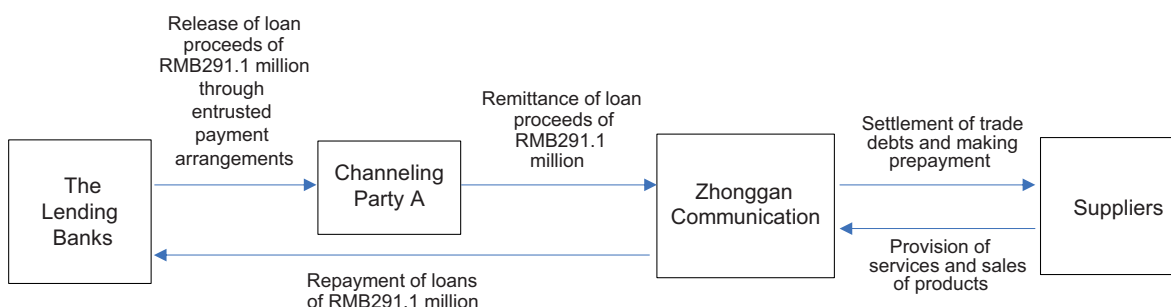 Release of loan
proceeds of
RMB291.1 million
through
entrusted
payment
arrangements
Remittance of loan
proceeds of
RMB291.1
million
Settlement of trade
debts and making
prepayment
The
Lending
Banks
Channeling
Party A
Zhonggan
Communication
Suppliers
Repayment of loans
of RMB291.1 million
Provision of
services and sales
of products